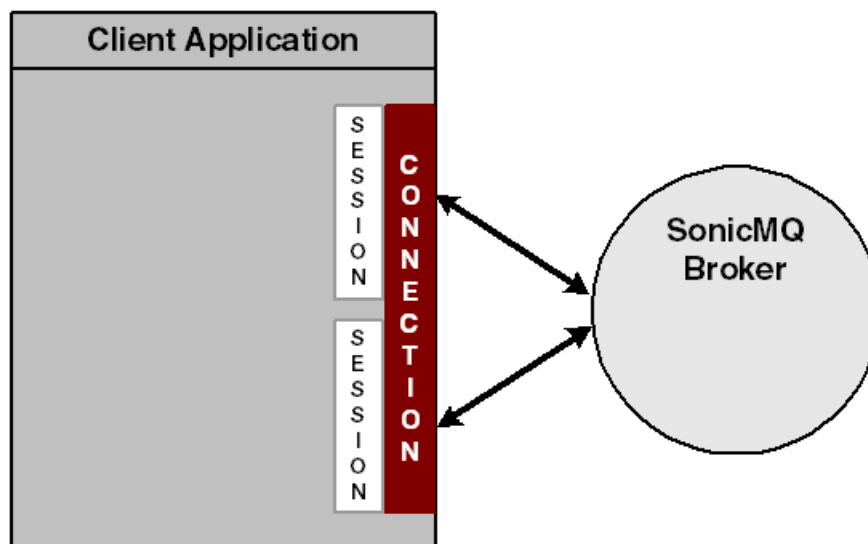 Client Application
SESSION
CONNECTION
SESSION
SonicMQ
Broker